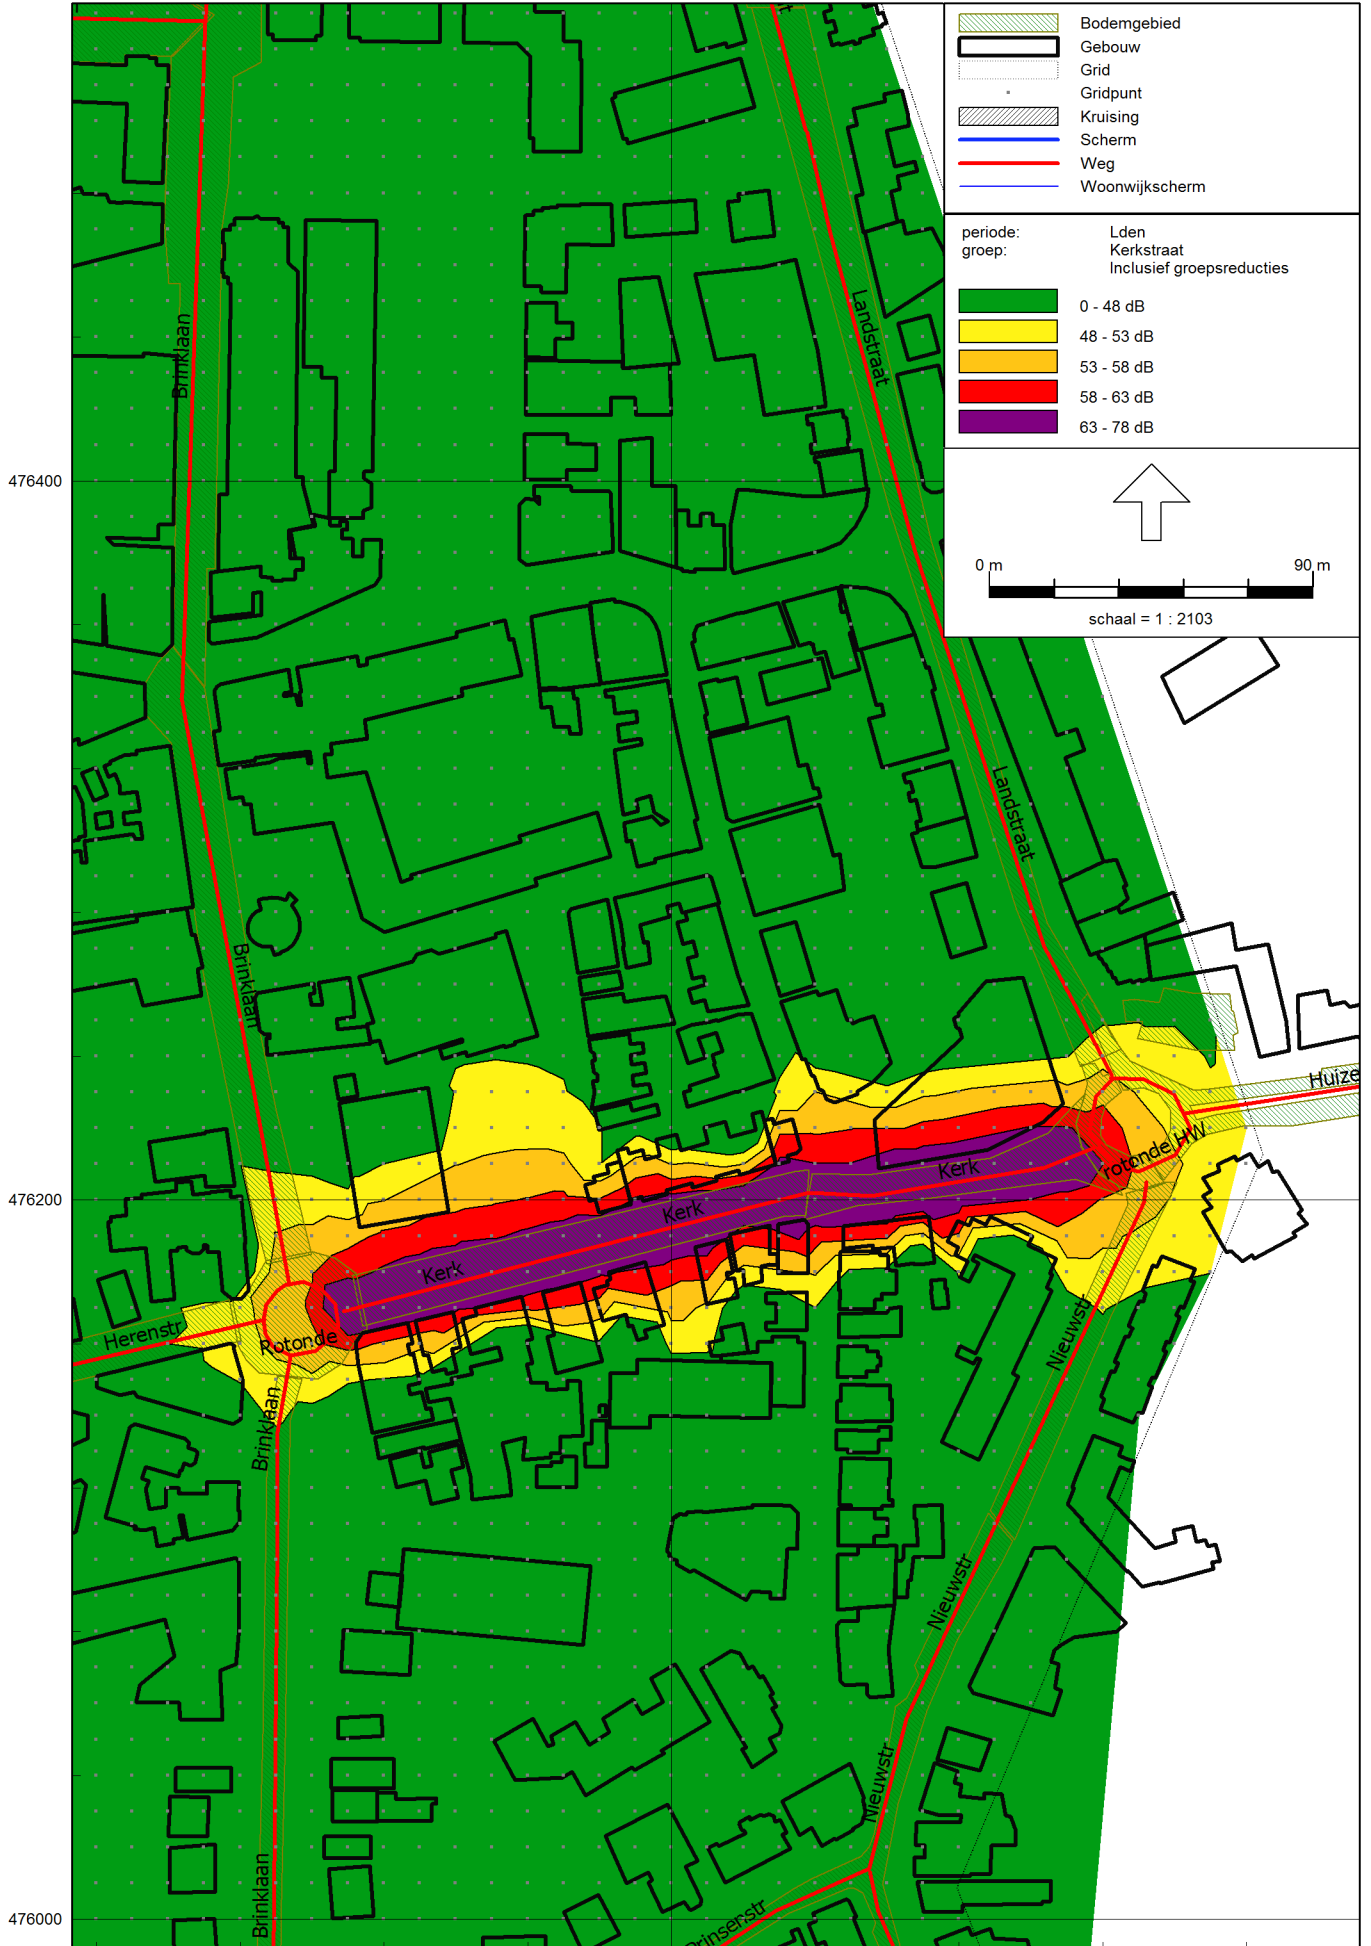 Bodemgebied
Gebouw
Grid
Gridpunt
Kruising
Scherm
Weg
Woonwijkscherm
periode: Lden
groep: Kerkstraat
Inclusief groepsreducties
0 - 48 dB
48 - 53 dB
53 - 58 dB
58 - 63 dB
63 - 78 dB
0 m 90 m
schaal = 1 : 2103
Brinklaan
Landstraat
476400
Landstraat
Brinklaan
Huize
rotonde HW
Kerk
476200
Kerk
Kerk
Herenstr
Rotonde
Nieuwstr
Brinklaan
Nieuwstr
Nieuwstr
Brinklaan
476000
Prinsenstr